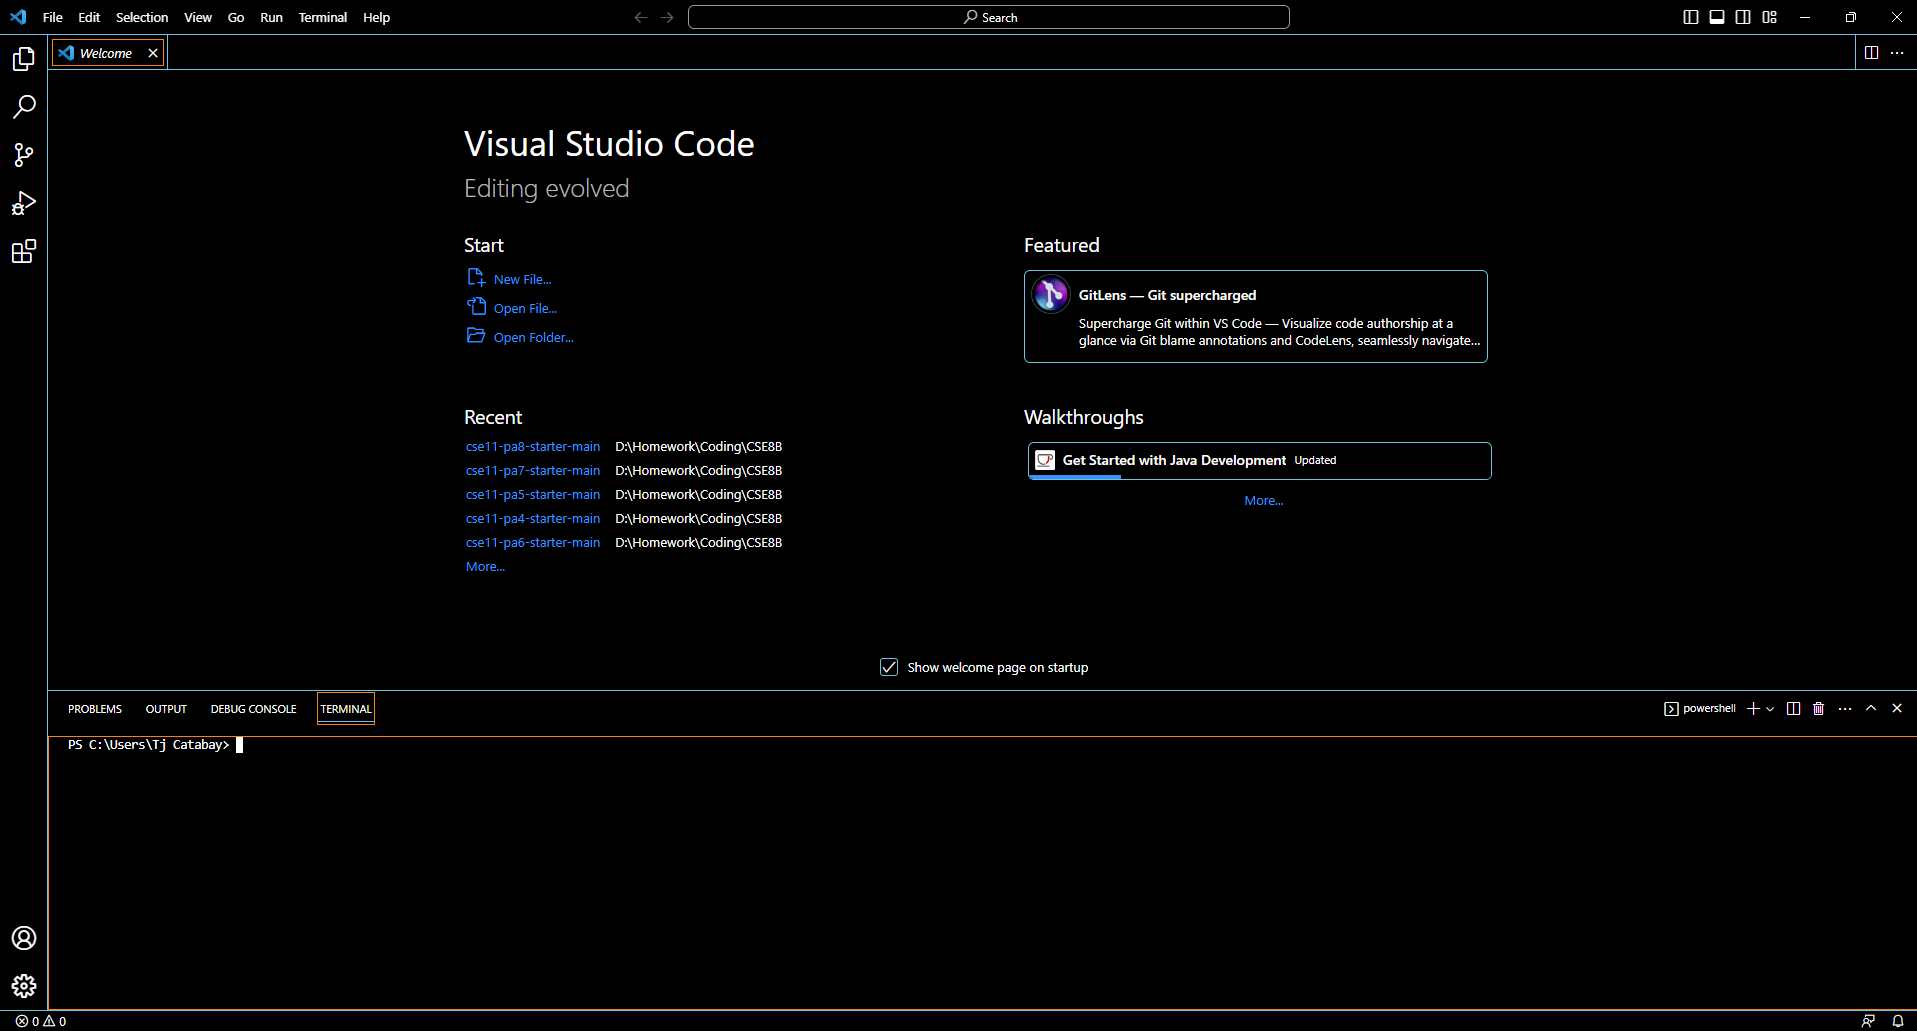 File Edit Selection View Go Run Terminal Help
Search
Welcome
Visual Studio Code
Editing evolved
Start
New File...
Open File...
Open Folder...
Recent
cse11-pa8-starter-main D:\Homework\Coding\CSE8B
cse11-pa7-starter-main D:\Homework\Coding\CSE8B
cse11-pa5-starter-main D:\Homework\Coding\CSE8B
cse11-pa4-starter-main D:\Homework\Coding\CSE8B
cse11-pa6-starter-main D:\Homework\Coding\CSE8B
More...
Featured
GitLens — Git supercharged
Supercharge Git within VS Code — Visualize code authorship at a
glance via Git blame annotations and CodeLens, seamlessly navigate...
Walkthroughs
Get Started with Java Development Updated
More...
Show welcome page on startup
PROBLEMS OUTPUT DEBUG CONSOLE TERMINAL
powershell
PS C:\Users\Tj Catabay>
0 0